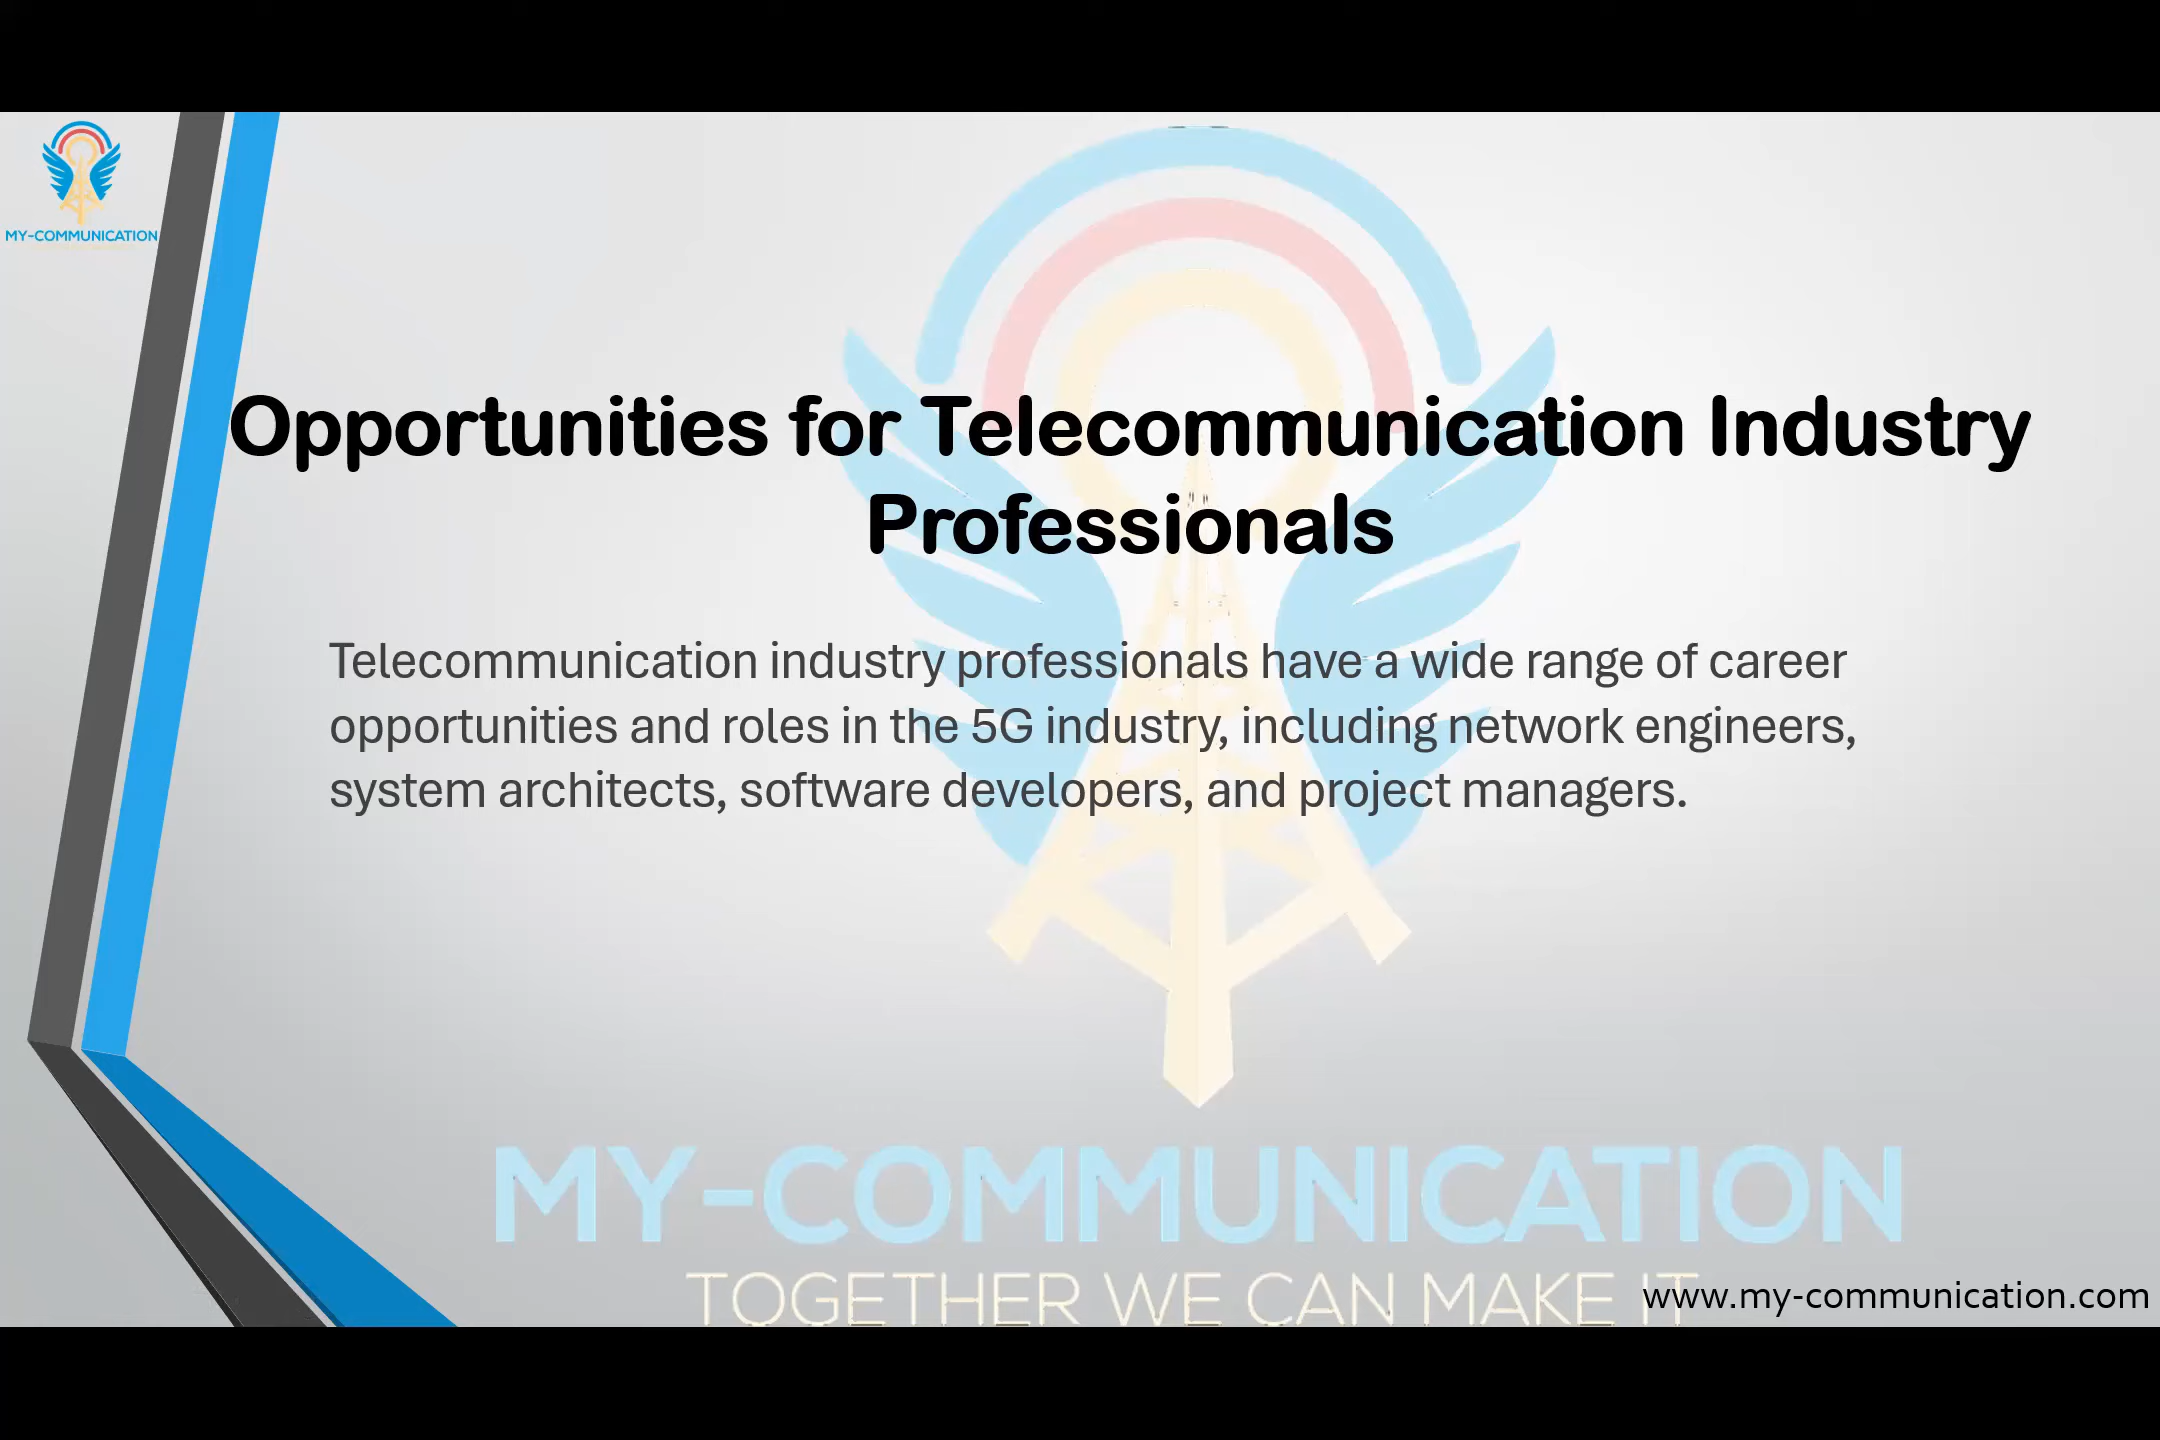 MY-COMMUNICATION
Opportunities for Telecommunication Industry
Professionals
Telecommunication industry professionals have a wide range of career
opportunities and roles in the 5G industry, including network engineers,
system architects, software developers, and project managers.
MY-COMMUNICATION
TOGETHER WE CAN MAKE IT
www.my-communication.com